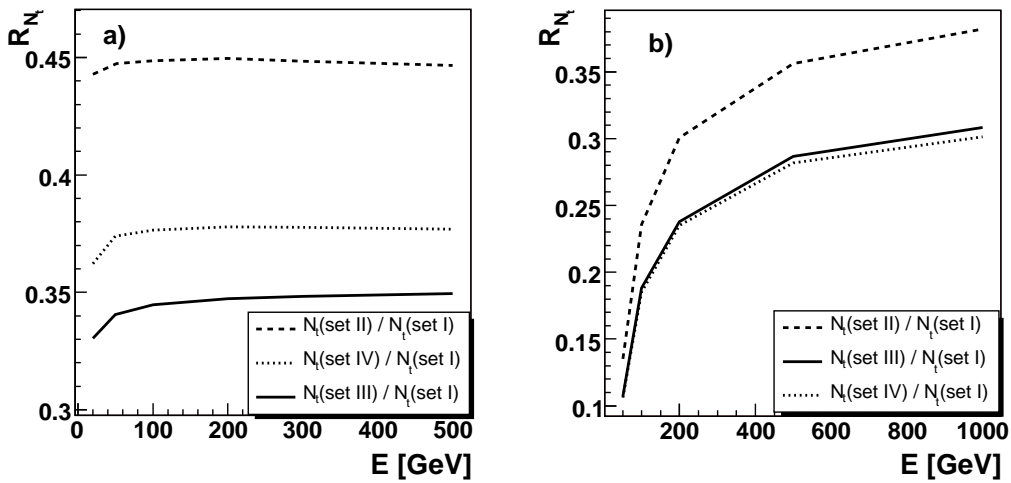 R_{N_t}
a)
0.45
0.4
0.35
0.3
N_t(set II) / N_t(set I)
N_t(set IV) / N_t(set I)
N_t(set III) / N_t(set I)
0 100 200 300 400 500
E [GeV]
R_{N_t}
b)
0.35
0.3
0.25
0.2
0.15
0.1
N_t(set II) / N_t(set I)
N_t(set III) / N_t(set I)
N_t(set IV) / N_t(set I)
200 400 600 800 1000
E [GeV]